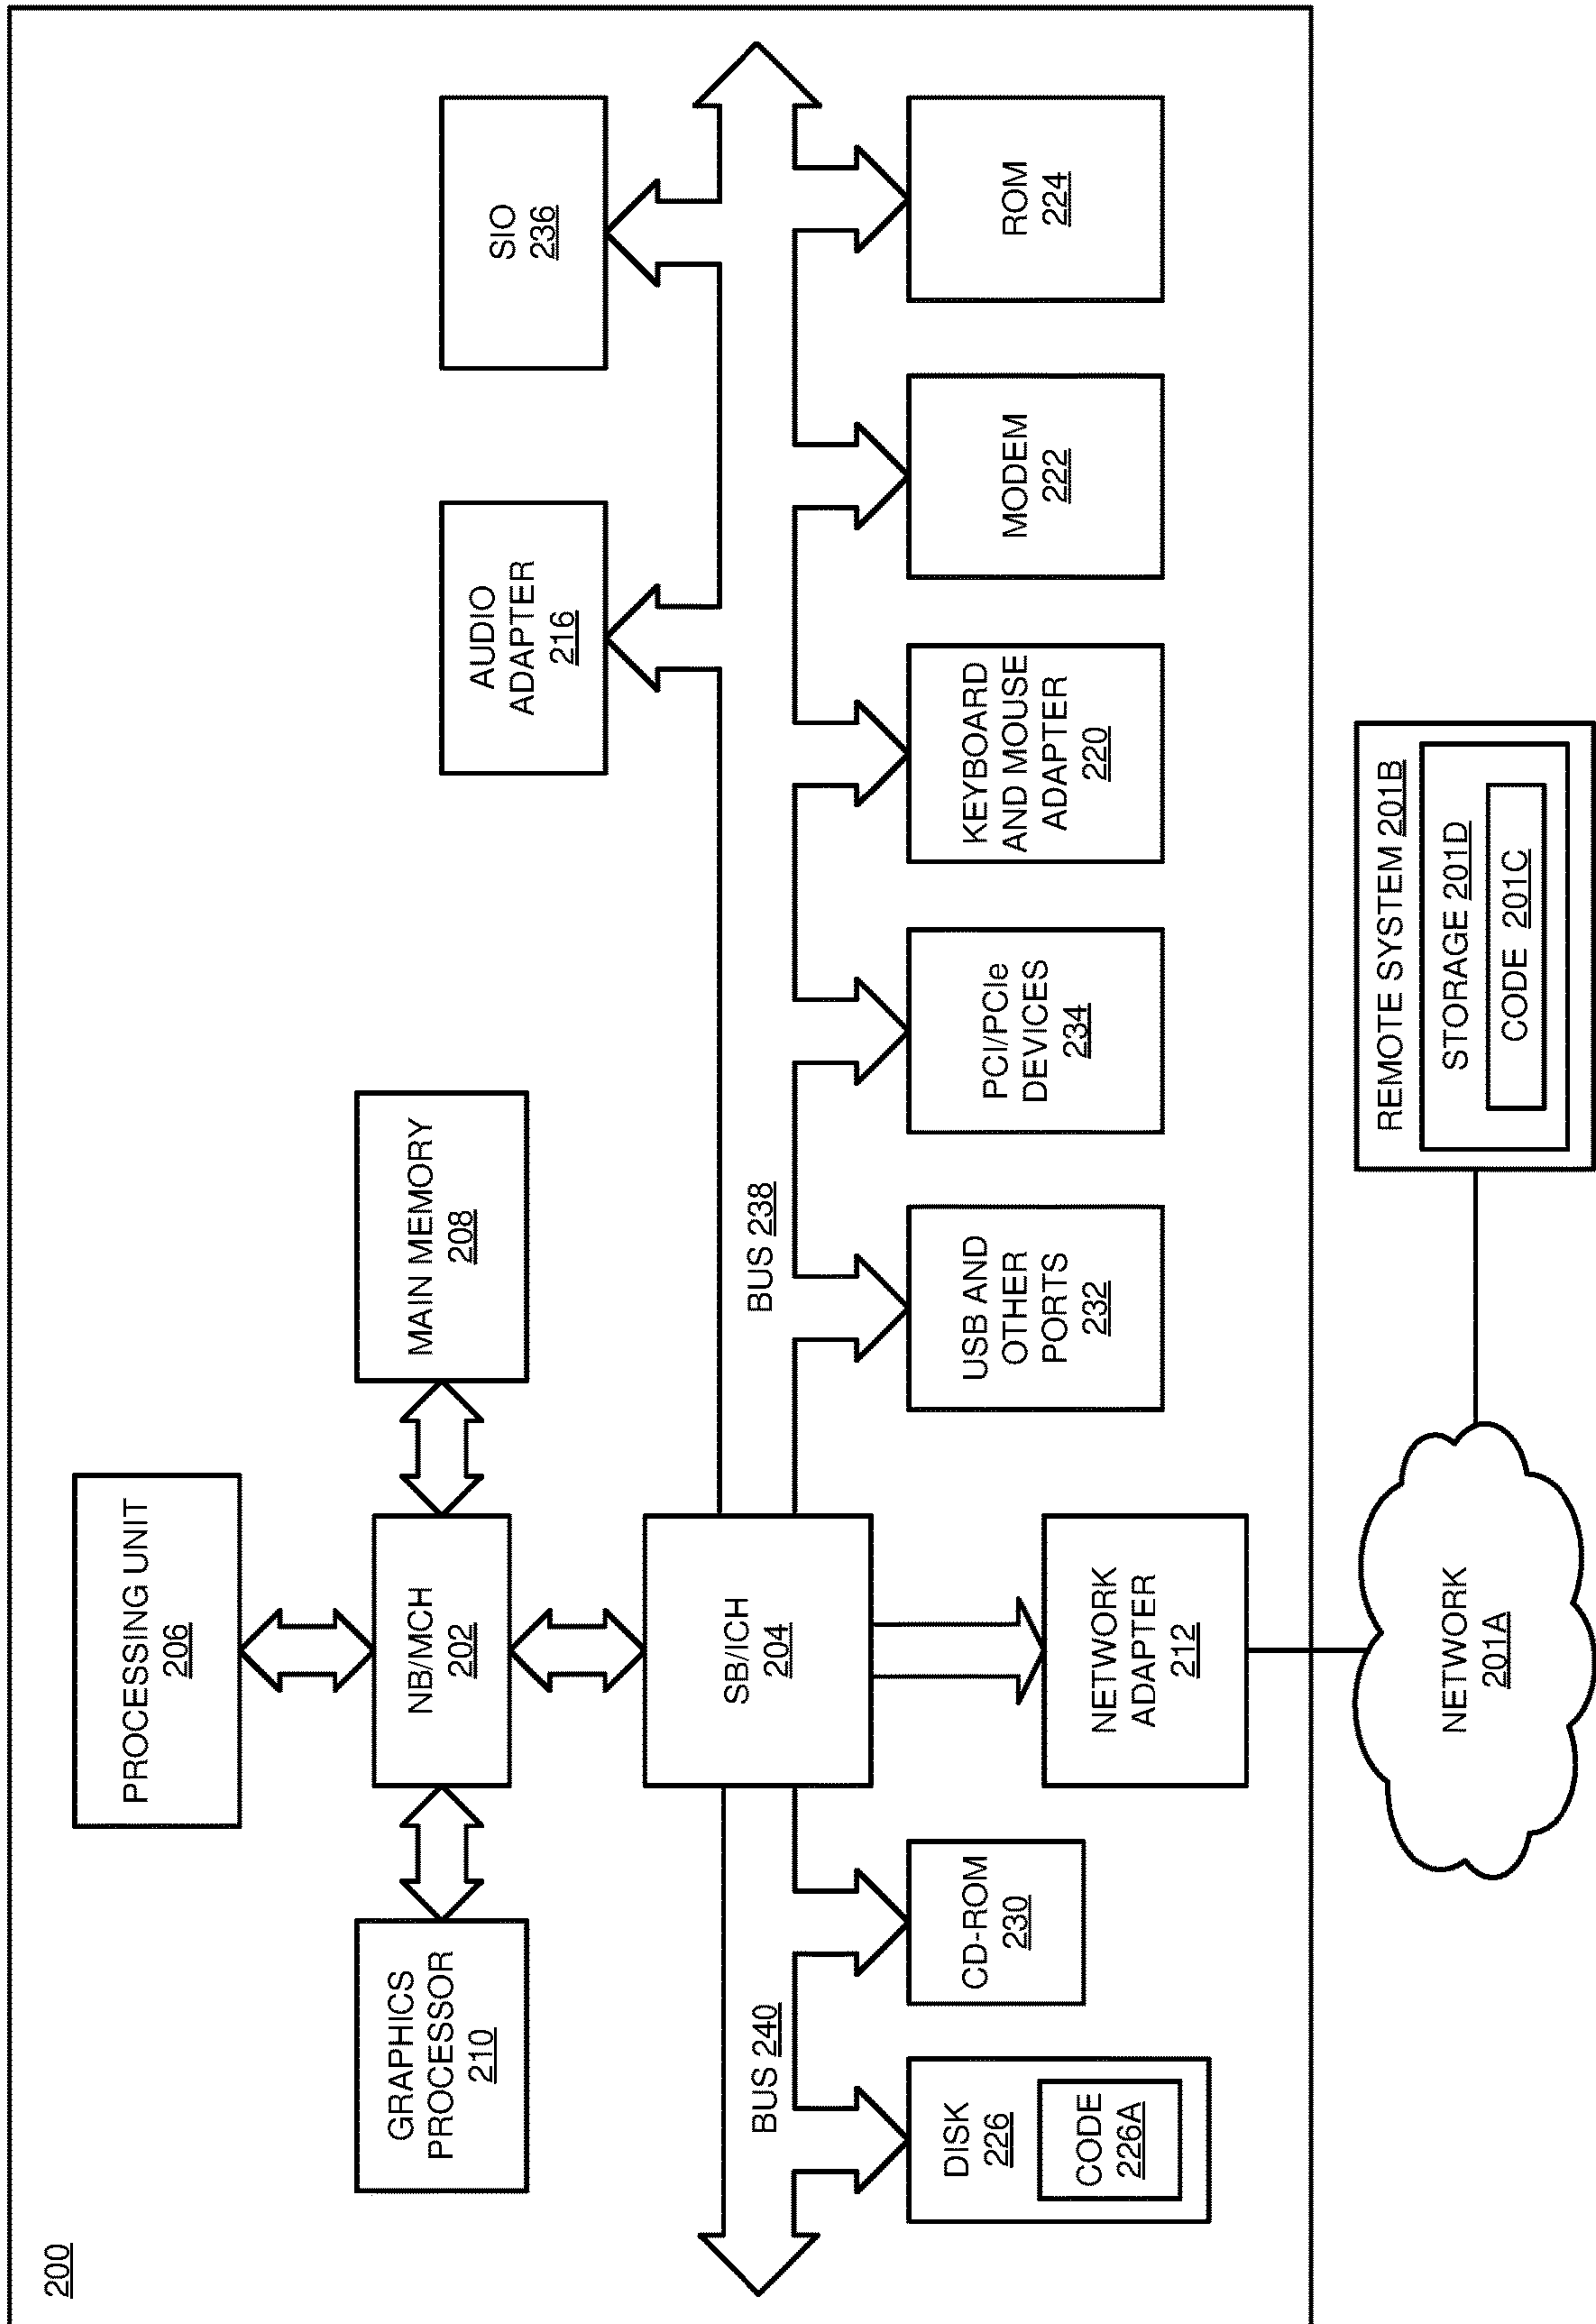 200
PROCESSING UNIT
206
GRAPHICS
PROCESSOR
210
NB/MCH
202
MAIN MEMORY
208
AUDIO
ADAPTER
216
SIO
236
SB/ICH
204
BUS 240
BUS 238
DISK
226
CODE
226A
CD-ROM
230
USB AND
OTHER
PORTS
232
PCI/PCIe
DEVICES
234
KEYBOARD
AND MOUSE
ADAPTER
220
MODEM
222
ROM
224
NETWORK
ADAPTER
212
NETWORK
201A
REMOTE SYSTEM 201B
STORAGE 201D
CODE 201C